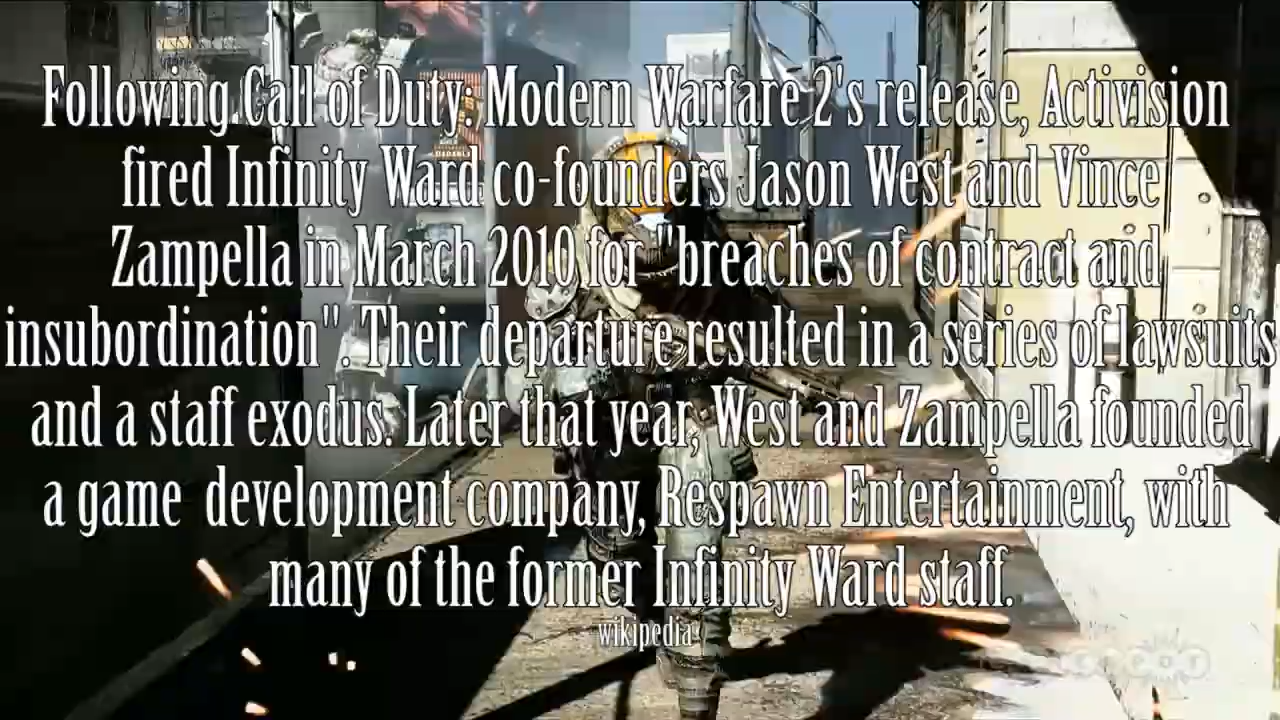 Following Call of Duty: Modern Warfare 2's release, Activision
fired Infinity Ward co-founders Jason West and Vince
Zampella in March 2010 for "breaches of contract and
insubordination". Their departure resulted in a series of lawsuits
and a staff exodus. Later that year, West and Zampella founded
a game  development company, Respawn Entertainment, with
many of the former Infinity Ward staff.
wikipedia